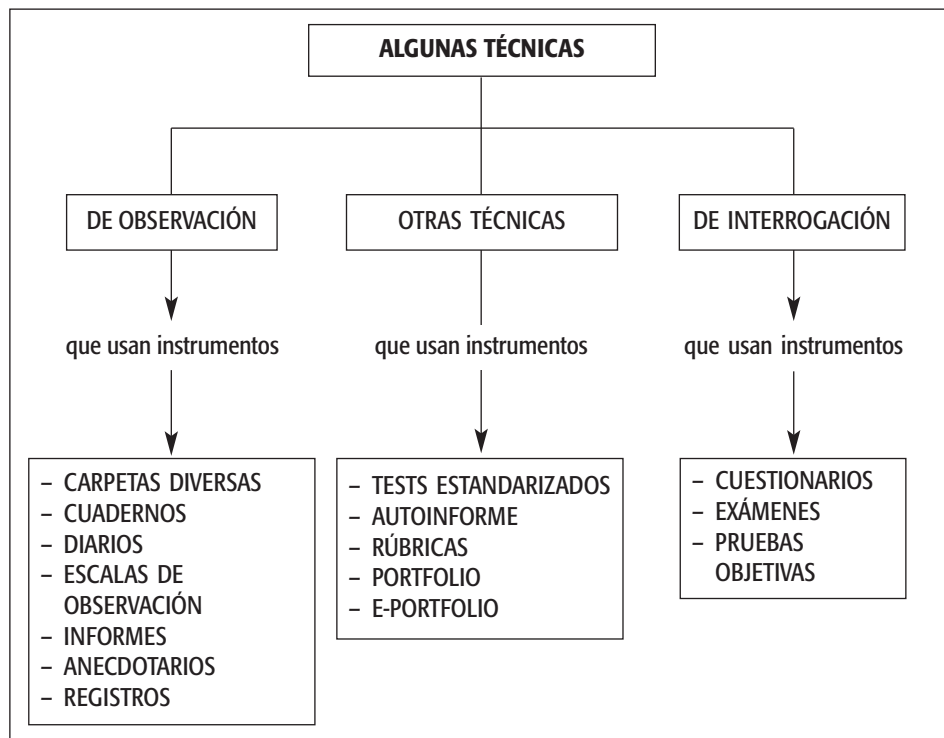 ALGUNAS TÉCNICAS
DE OBSERVACIÓN
OTRAS TÉCNICAS
DE INTERROGACIÓN
que usan instrumentos
que usan instrumentos
que usan instrumentos
– CARPETAS DIVERSAS
– CUADERNOS
– DIARIOS
– ESCALAS DE
OBSERVACIÓN
– INFORMES
– ANECDOTARIOS
– REGISTROS
– TESTS ESTANDARIZADOS
– AUTOINFORME
– RÚBRICAS
– PORTFOLIO
– E-PORTFOLIO
– CUESTIONARIOS
– EXÁMENES
– PRUEBAS
OBJETIVAS